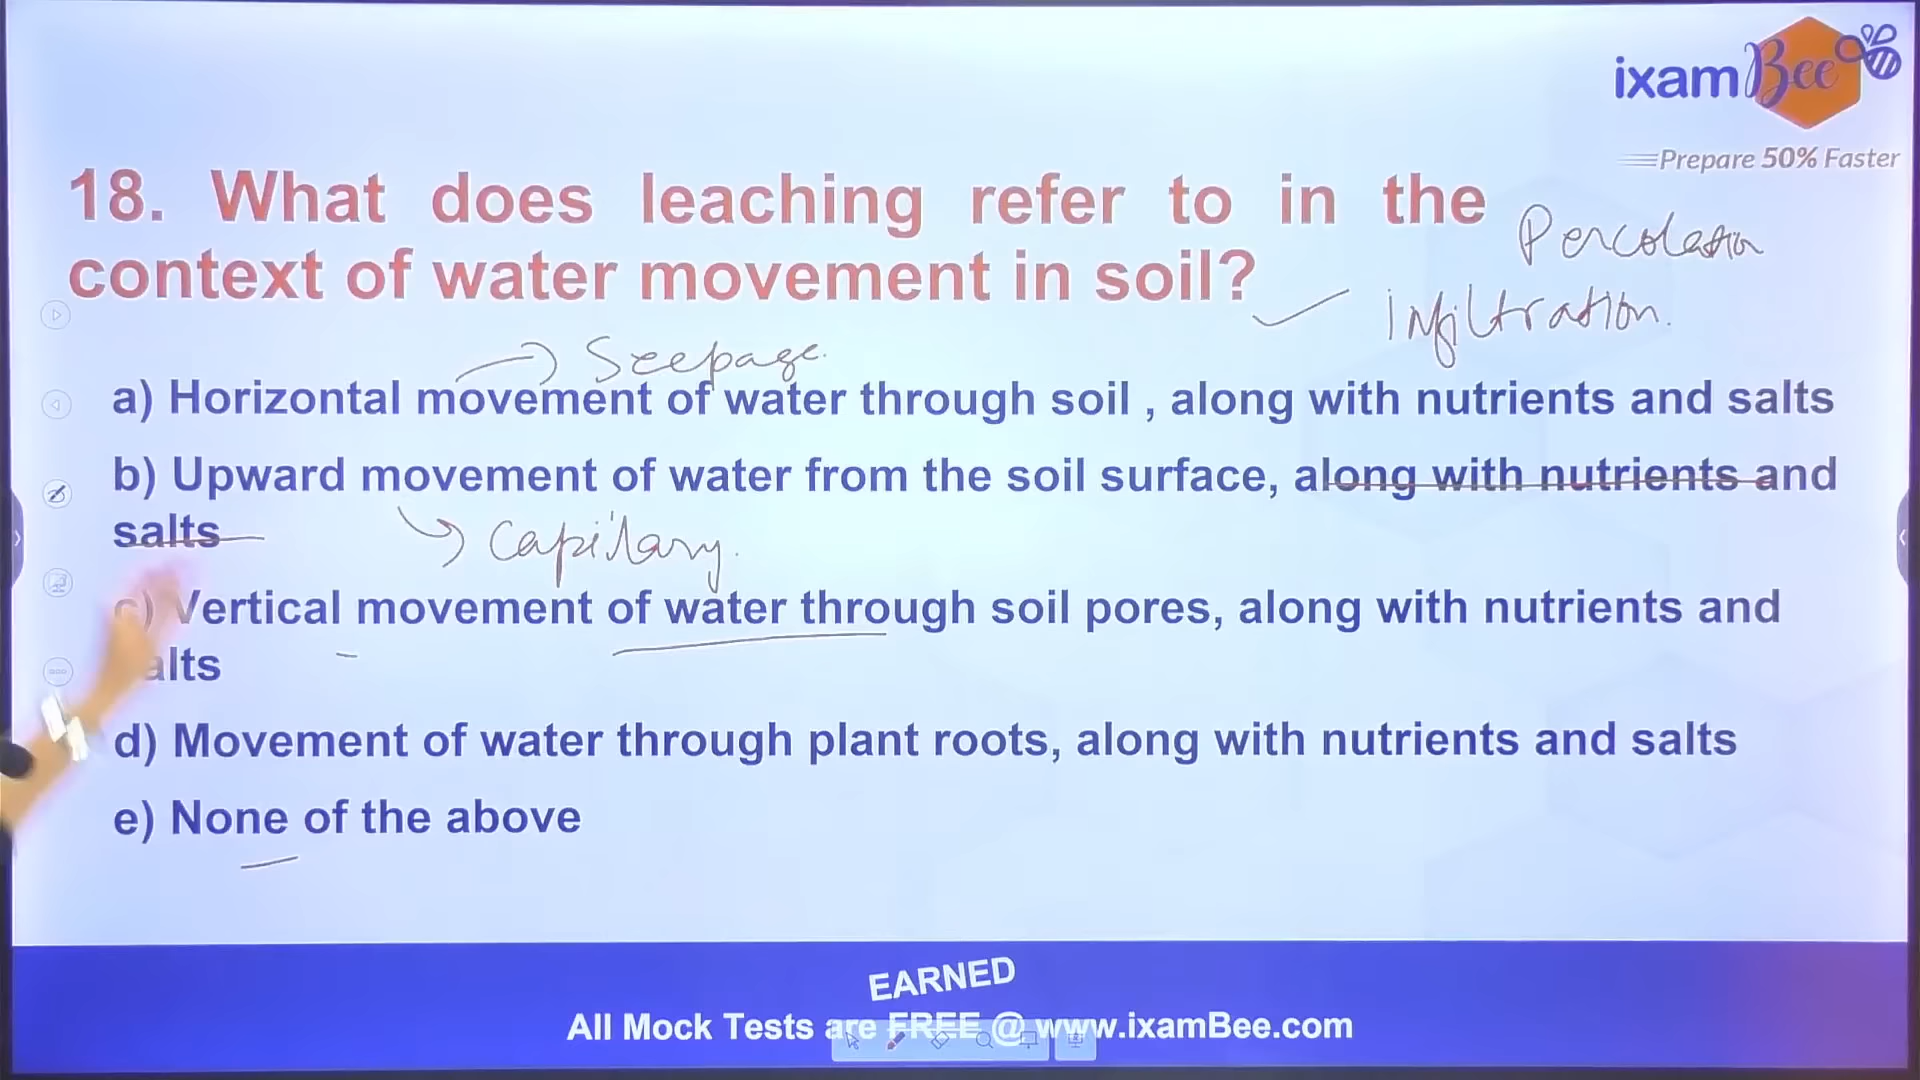 ixamBee
Prepare 50% Faster
18. What does leaching refer to in the
context of water movement in soil?
Percolation
Infiltration.
Seepage.
a) Horizontal movement of water through soil , along with nutrients and salts
b) Upward movement of water from the soil surface, along with nutrients and
salts
Capillary.
c) Vertical movement of water through soil pores, along with nutrients and
alts
d) Movement of water through plant roots, along with nutrients and salts
e) None of the above
EARNED
All Mock Tests are FREE @ www.ixamBee.com